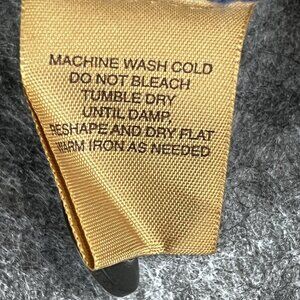 MACHINE WASH COLD
DO NOT BLEACH
TUMBLE DRY
UNTIL DAMP,
RESHAPE AND DRY FLAT
WARM IRON AS NEEDED